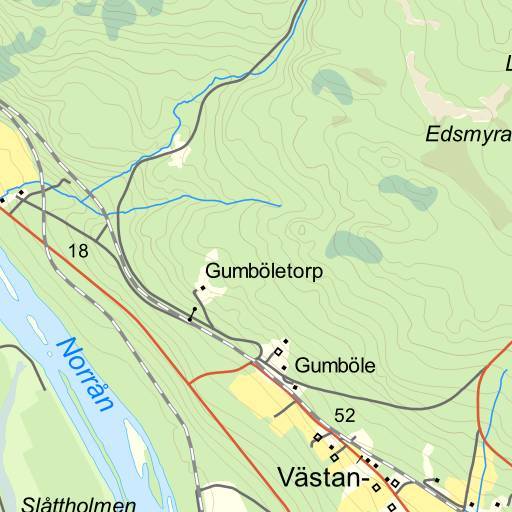 L
Edsmyra
18
Gumböletorp
Norrån
Gumböle
52
Västan-
Slåttholmen